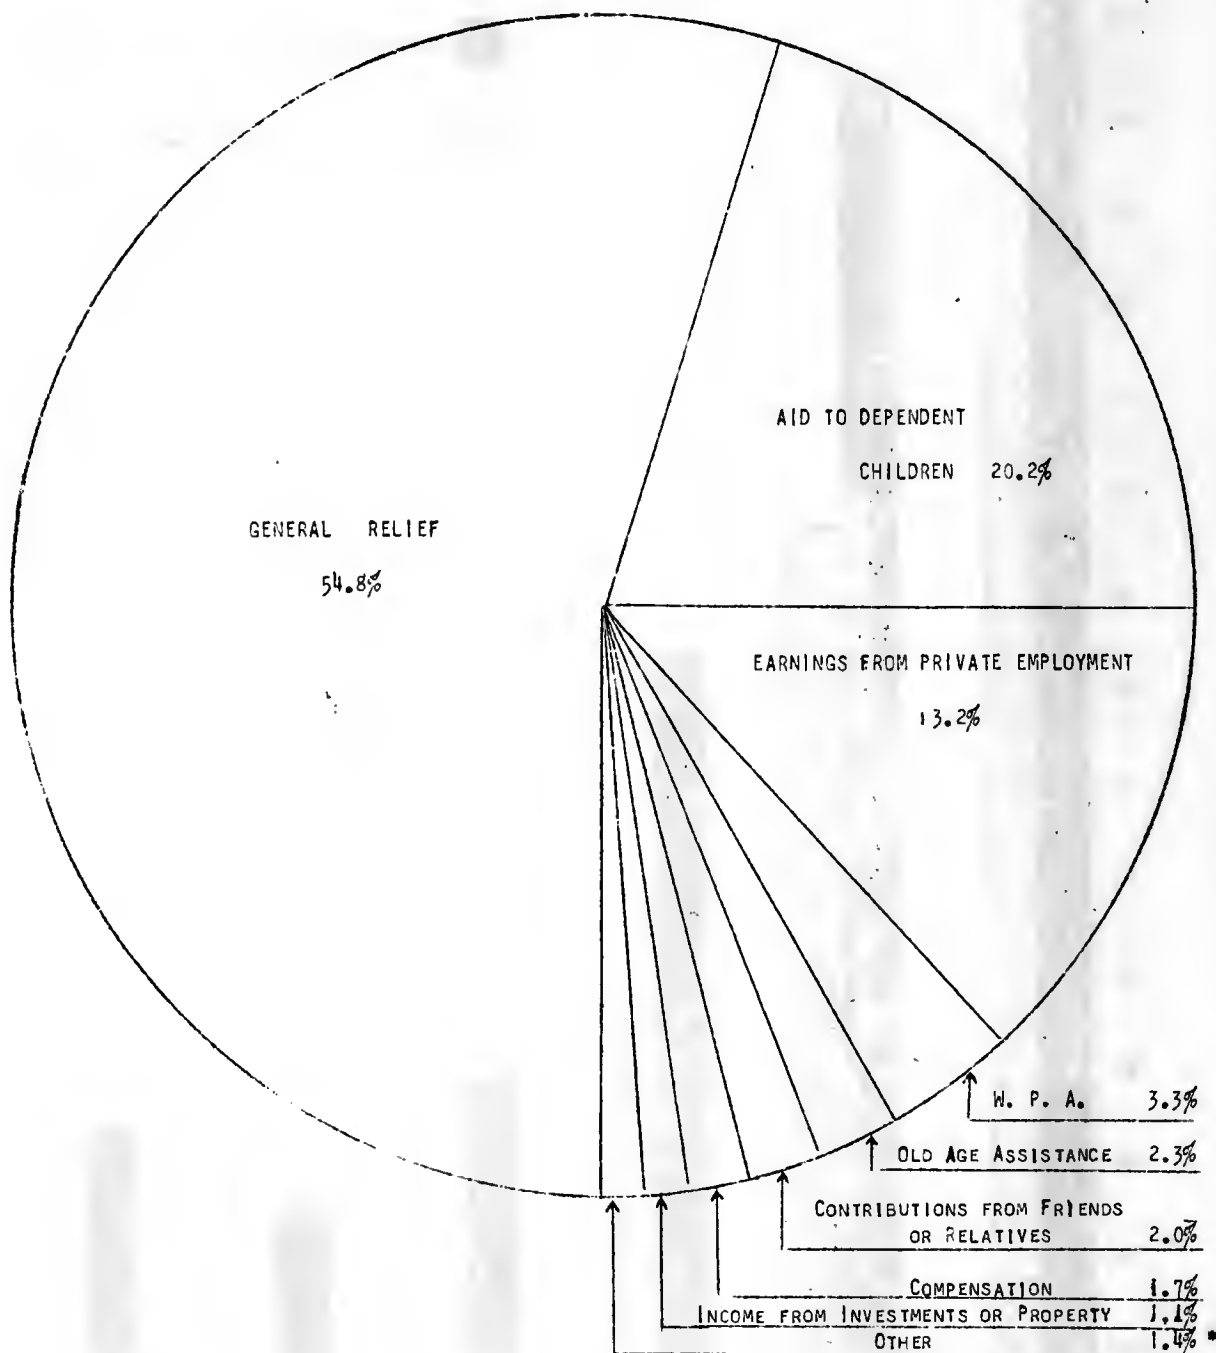 AID TO DEPENDENT
CHILDREN 20.2%
GENERAL RELIEF
54.8%
EARNINGS FROM PRIVATE EMPLOYMENT
13.2%
W. P. A. 3.3%
OLD AGE ASSISTANCE 2.3%
CONTRIBUTIONS FROM FRIENDS
OR RELATIVES 2.0%
COMPENSATION 1.7%
INCOME FROM INVESTMENTS OR PROPERTY 1.1%
OTHER 1.4% *